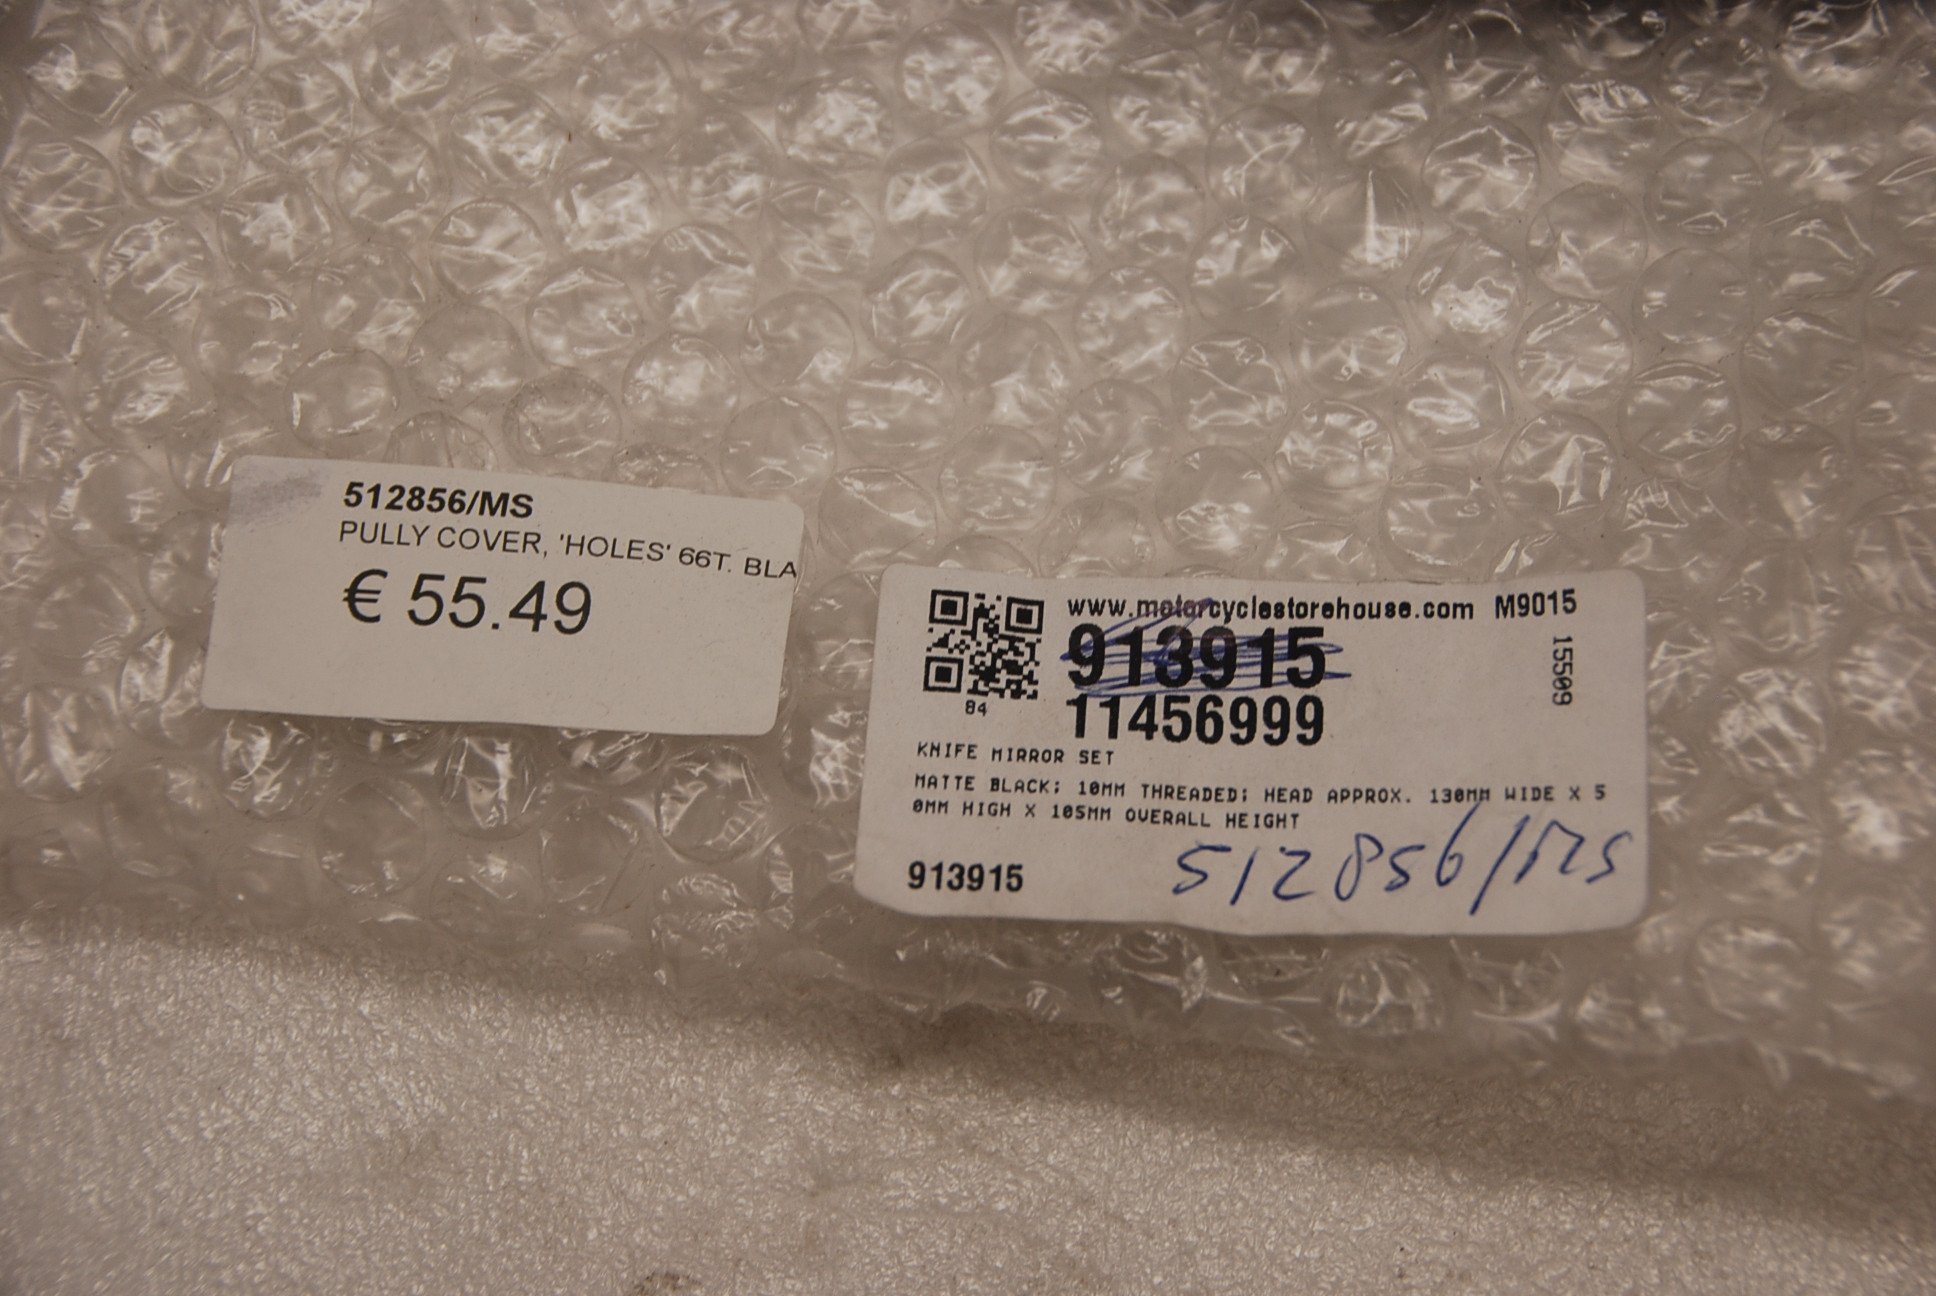 512856/MS
PULLY COVER, 'HOLES' 66T. BLA
€ 55.49
www.motorcyclestorehouse.com M9015
913915
15509
11456999
84
KNIFE MIRROR SET
MATTE BLACK; 10MM THREADED; HEAD APPROX. 130MM WIDE X 5
0MM HIGH X 105MM OVERALL HEIGHT
913915
512856/MS